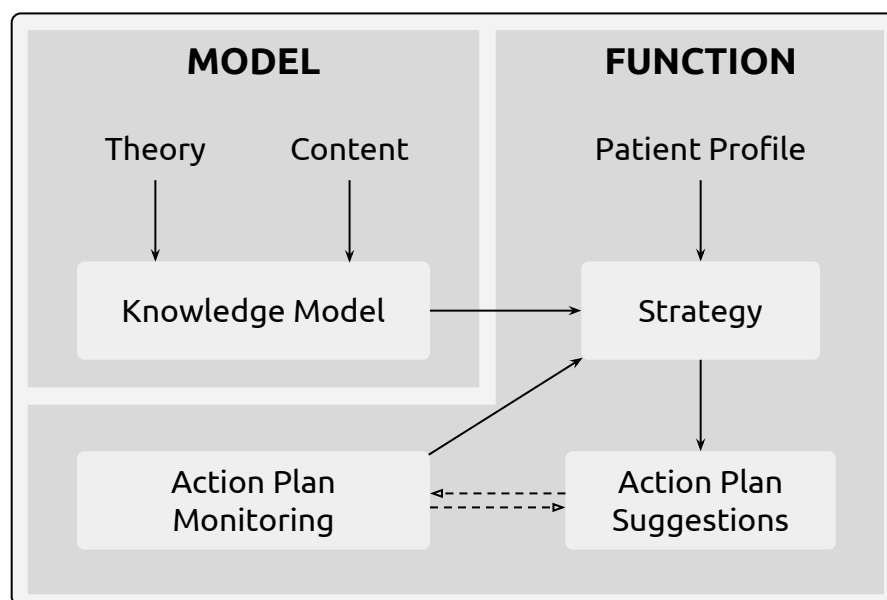 MODEL
FUNCTION
Theory
Content
Patient Profile
Knowledge Model
Strategy
Action Plan
Monitoring
Action Plan
Suggestions